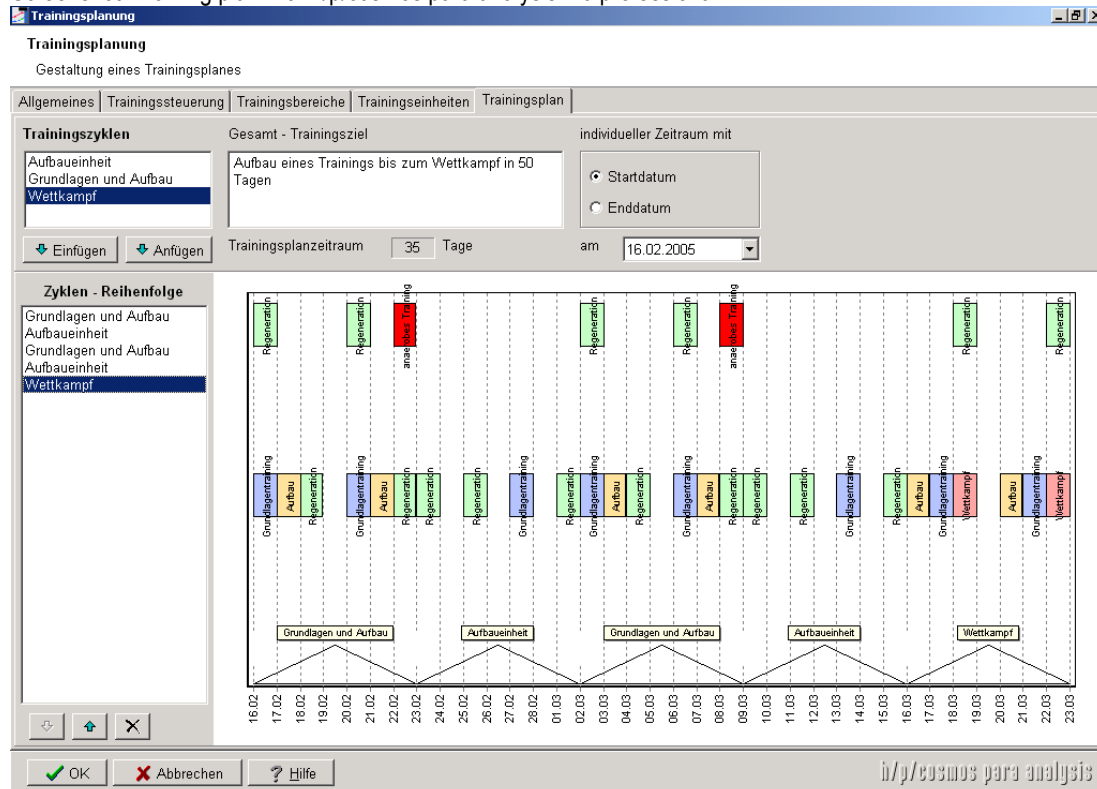 Trainingsplanung
Trainingsplanung
Gestaltung eines Trainingsplanes
Allgemeines Trainingssteuerung Trainingsbereiche Trainingseinheiten Trainingsplan
Trainingszyklen
Aufbaueinheit
Grundlagen und Aufbau
Wettkampf
Einfügen Anfügen
Gesamt - Trainingsziel
Aufbau eines Trainings bis zum Wettkampf in 50
Tagen
Trainingsplanzeitraum 35 Tage
individueller Zeitraum mit
Startdatum
Enddatum
am 16.02.2005
Zyklen - Reihenfolge
Grundlagen und Aufbau
Aufbaueinheit
Grundlagen und Aufbau
Aufbaueinheit
Wettkampf
Regeneration
Regeneration
anaerobes Training
Regeneration
Regeneration
anaerobes Training
Regeneration
Regeneration
Grundlagentraining
Aufbau
Regeneration
Grundlagentraining
Aufbau
Regeneration
Regeneration
Regeneration
Grundlagentraining
Regeneration
Grundlagentraining
Aufbau
Regeneration
Grundlagentraining
Aufbau
Regeneration
Regeneration
Regeneration
Grundlagentraining
Regeneration
Aufbau
Grundlagentraining
Wettkampf
Aufbau
Grundlagentraining
Wettkampf
Grundlagen und Aufbau Aufbaueinheit Grundlagen und Aufbau Aufbaueinheit Wettkampf
16.02 17.02 18.02 19.02 20.02 21.02 22.02 23.02 24.02 25.02 26.02 27.02 28.02 01.03 02.03 03.03 04.03 05.03 06.03 07.03 08.03 09.03 10.03 11.03 12.03 13.03 14.03 15.03 16.03 17.03 18.03 19.03 20.03 21.03 22.03 23.03
OK Abbrechen Hilfe h/p/cosmos para analysis